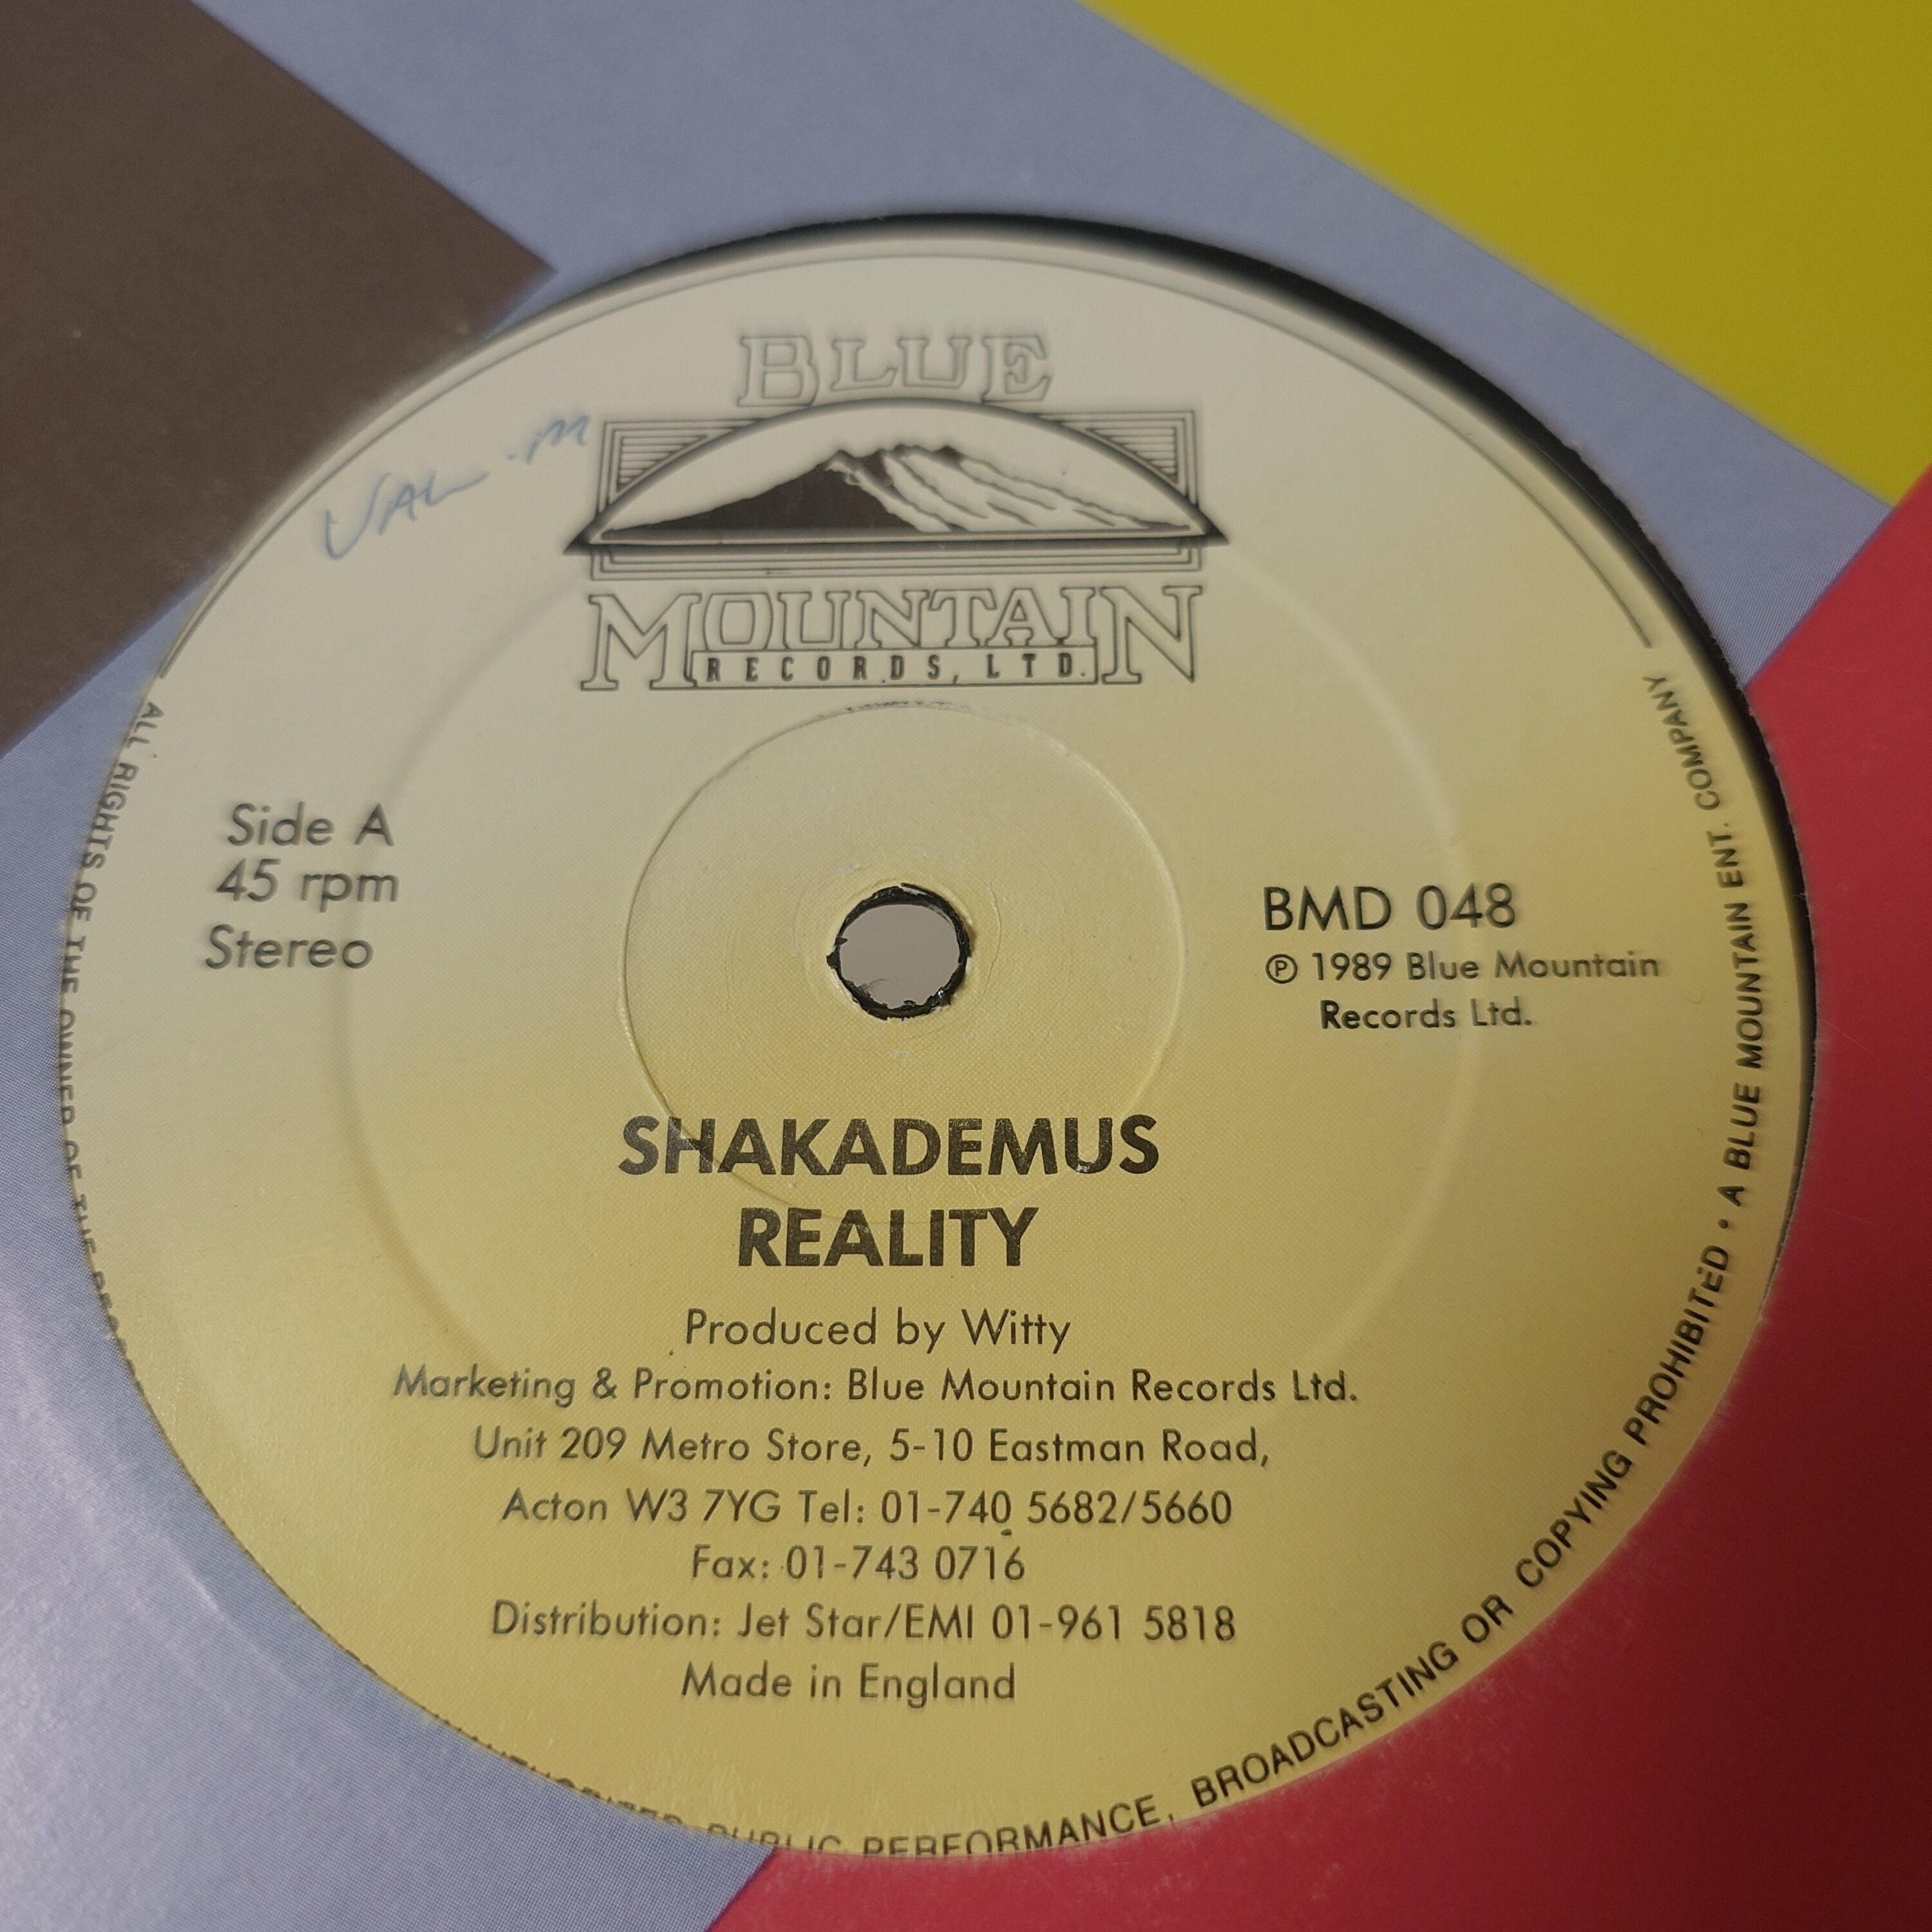 VAL .M
BLUE
MOUNTAIN
RECORDS, LTD.
Side A
45 rpm
Stereo
BMD 048
℗ 1989 Blue Mountain
Records Ltd.
SHAKADEMUS
REALITY
Produced by Witty
Marketing & Promotion: Blue Mountain Records Ltd.
Unit 209 Metro Store, 5-10 Eastman Road,
Acton W3 7YG Tel: 01-740 5682/5660
Fax: 01-743 0716
Distribution: Jet Star/EMI 01-961 5818
Made in England
ALL RIGHTS OF THE OWNER OF THE PUBLIC PERFORMANCE, BROADCASTING OR COPYING PROHIBITED • A BLUE MOUNTAIN ENT. COMPANY